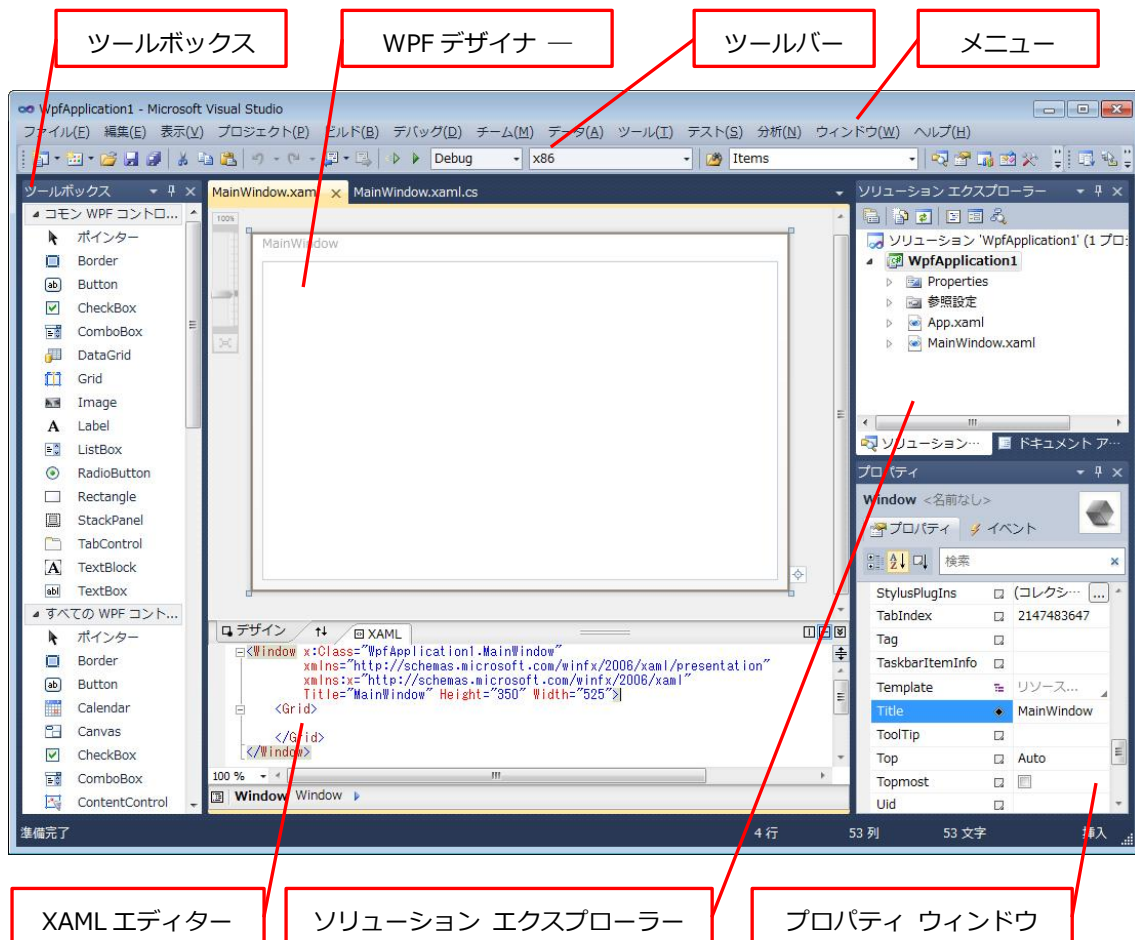 ツールボックス
WPF デザイナ ―
ツールバー
メニュー
WpfApplication1 - Microsoft Visual Studio
ファイル(F) 編集(E) 表示(V) プロジェクト(P) ビルド(B) デバッグ(D) チーム(M) データ(A) ツール(T) テスト(S) 分析(N) ウィンドウ(W) ヘルプ(H)
Debug x86 Items
ツールボックス
コモン WPF コントロ...
ポインター
Border
Button
CheckBox
ComboBox
DataGrid
Grid
Image
Label
ListBox
RadioButton
Rectangle
StackPanel
TabControl
TextBlock
TextBox
すべての WPF コント...
ポインター
Border
Button
Calendar
Canvas
CheckBox
ComboBox
ContentControl
MainWindow.xaml MainWindow.xaml.cs
100%
MainWindow
デザイン XAML
<Window x:Class="WpfApplication1.MainWindow"
xmlns="http://schemas.microsoft.com/winfx/2006/xaml/presentation"
xmlns:x="http://schemas.microsoft.com/winfx/2006/xaml"
Title="MainWindow" Height="350" Width="525">
<Grid>
</Grid>
</Window>
100 %
Window Window
ソリューション エクスプローラー
ソリューション 'WpfApplication1' (1 プロ
WpfApplication1
Properties
参照設定
App.xaml
MainWindow.xaml
ソリューション… ドキュメント ア…
プロパティ
Window <名前なし>
プロパティ イベント
検索
StylusPlugIns (コレクシ… ...
TabIndex 2147483647
Tag
TaskbarItemInfo
Template リソース...
Title MainWindow
ToolTip
Top Auto
Topmost
Uid
準備完了 4 行 53 列 53 文字 挿入
XAML エディター
ソリューション エクスプローラー
プロパティ ウィンドウ